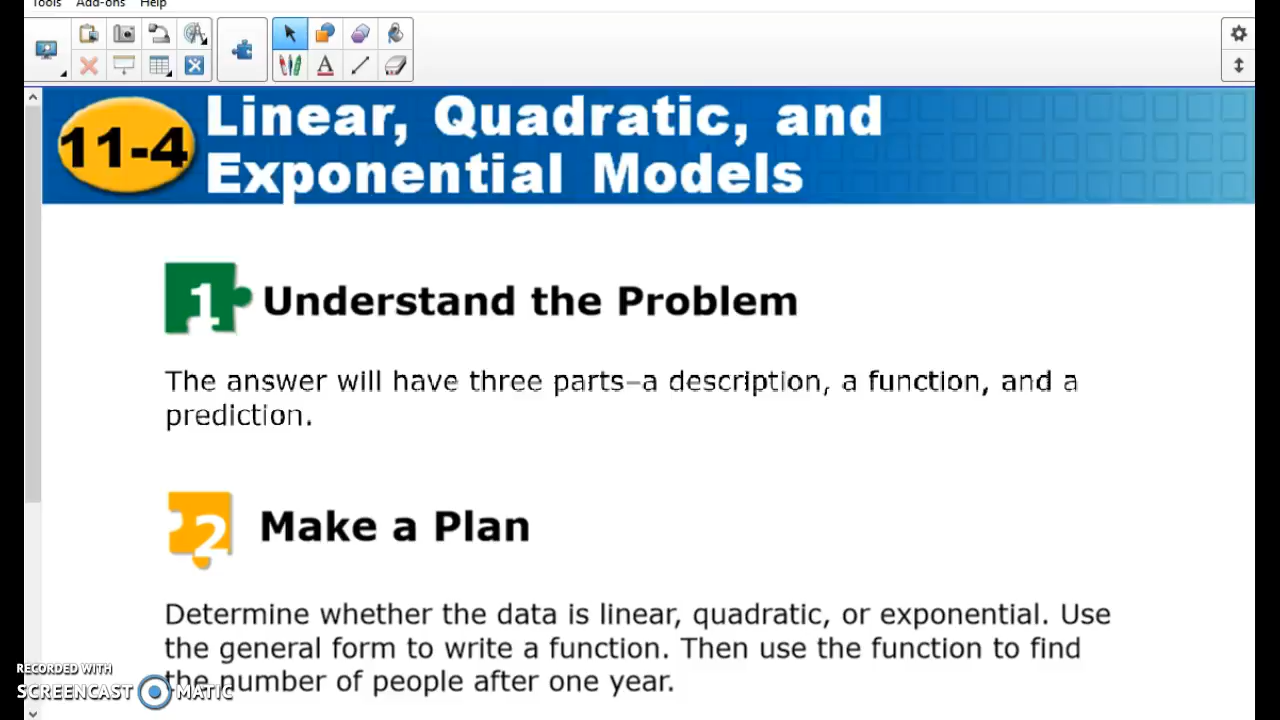 Tools Add-ons Help
11-4
Linear, Quadratic, and
Exponential Models
1 Understand the Problem
The answer will have three parts–a description, a function, and a
prediction.
2 Make a Plan
Determine whether the data is linear, quadratic, or exponential. Use
the general form to write a function. Then use the function to find
the number of people after one year.
RECORDED WITH
SCREENCAST MATIC